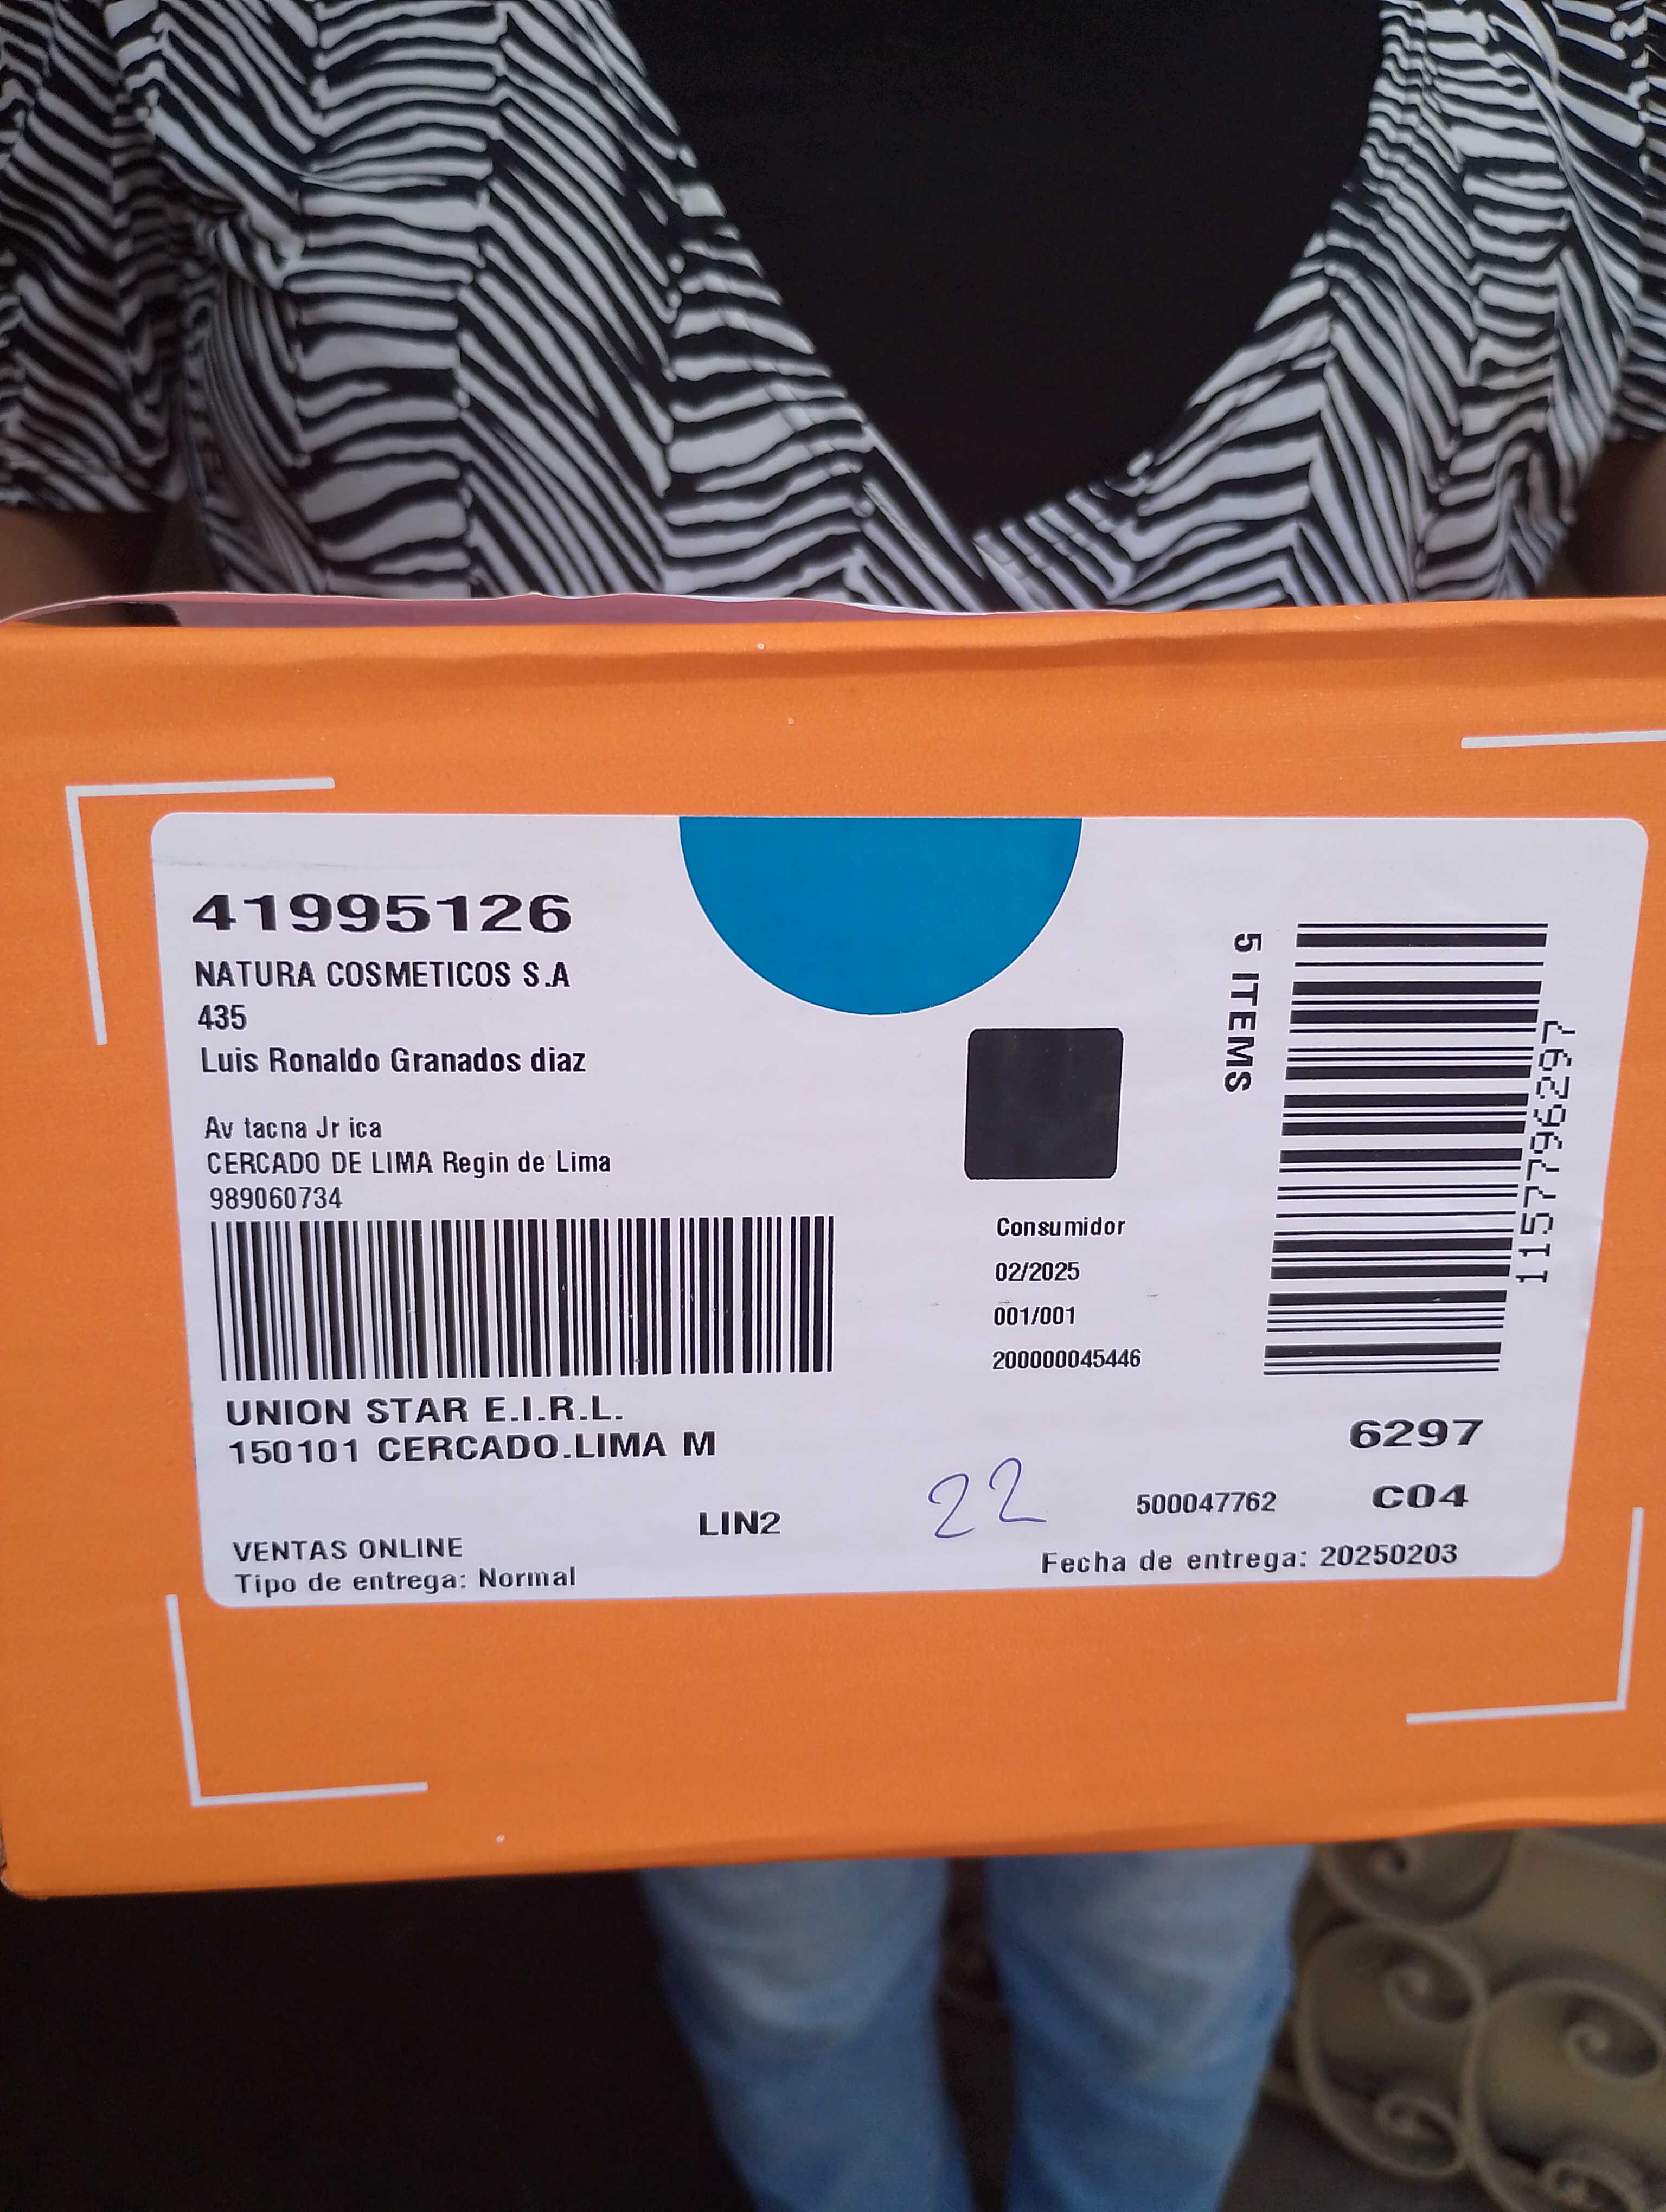 41995126
NATURA COSMETICOS S.A
435
Luis Ronaldo Granados diaz
Av tacna Jr ica
CERCADO DE LIMA Regin de Lima
989060734
UNION STAR E.I.R.L.
150101 CERCADO.LIMA M
LIN2
VENTAS ONLINE
Tipo de entrega: Normal
Consumidor
02/2025
001/001
200000045446
5 ITEMS
1157796297
6297
22
500047762
C04
Fecha de entrega: 20250203